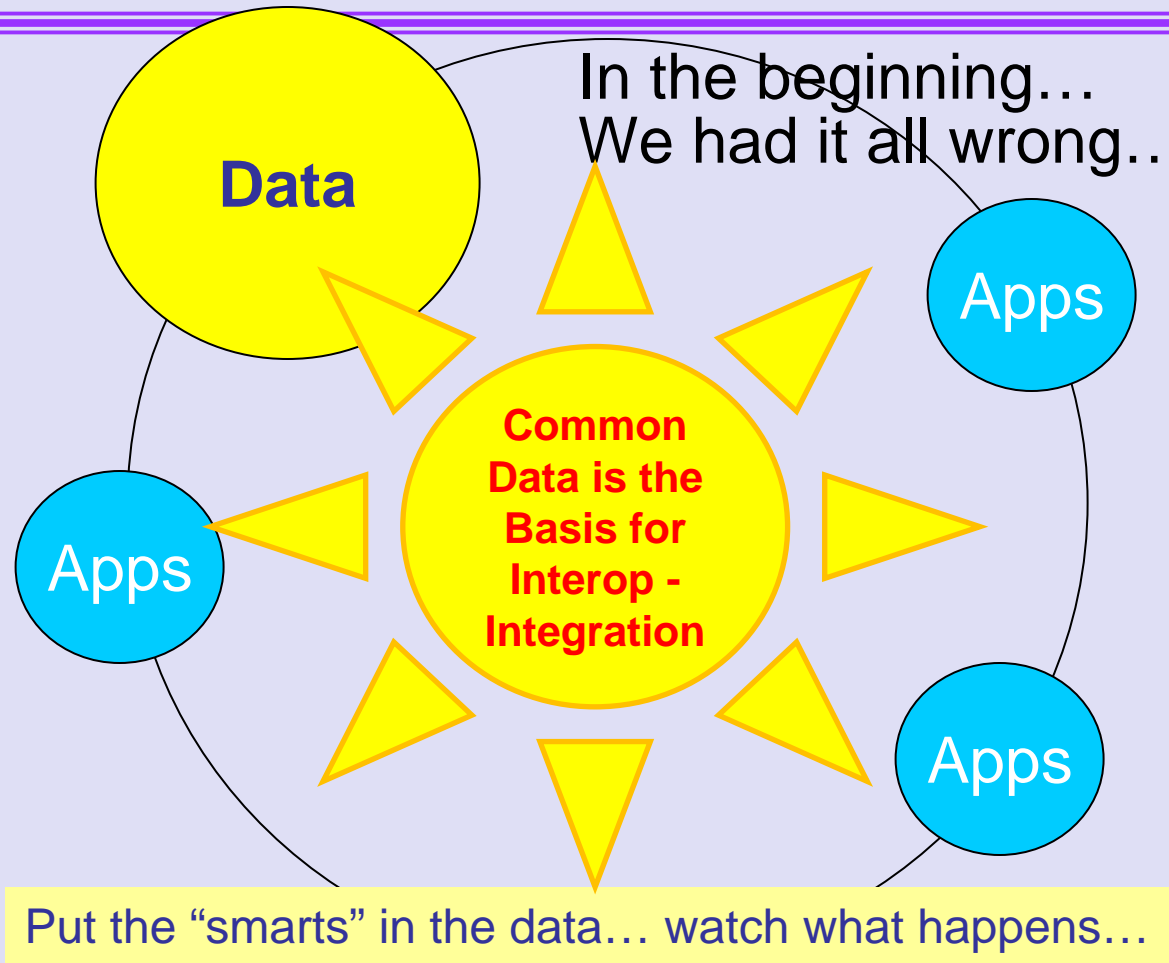 In the beginning…
We had it all wrong..
Data
Apps
Common
Data is the
Basis for
Interop -
Integration
Apps
Apps
Put the “smarts” in the data… watch what happens…